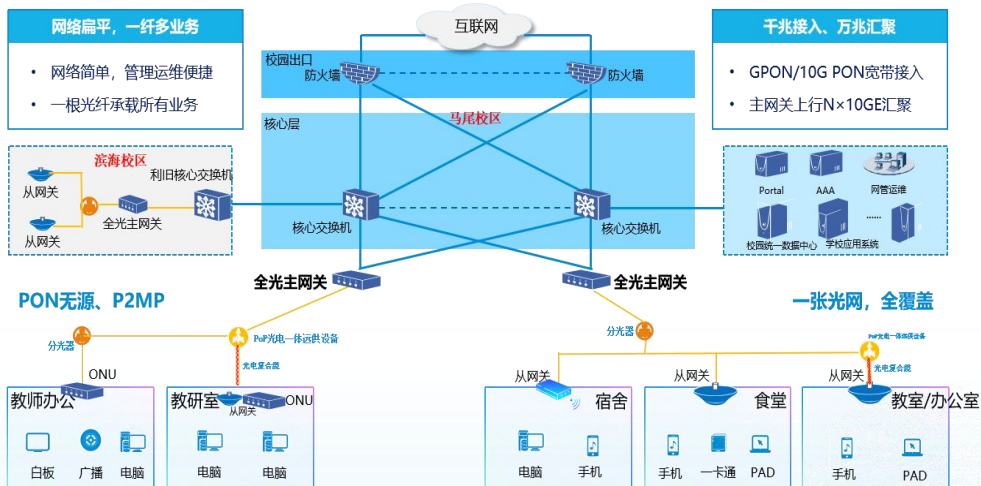 网络扁平，一纤多业务
• 网络简单，管理运维便捷
• 一根光纤承载所有业务
互联网
千兆接入、万兆汇聚
• GPON/10G PON宽带接入
• 主网关上行N×10GE汇聚
校园出口
防火墙
防火墙
核心层
马尾校区
滨海校区
利旧核心交换机
从网关
全光主网关
从网关
核心交换机
核心交换机
Portal
AAA
网管运维
......
校园统一数据中心
学校应用系统
全光主网关
全光主网关
PON无源、P2MP
一张光网，全覆盖
分光器
PoP光电一体远供设备
光电复合缆
分光器
PoP光电一体远供设备
光电复合缆
ONU
教师办公
白板
广播
电脑
教研室
从网关
ONU
电脑
电脑
从网关
宿舍
电脑
手机
从网关
食堂
手机
一卡通
PAD
从网关
教室/办公室
手机
PAD